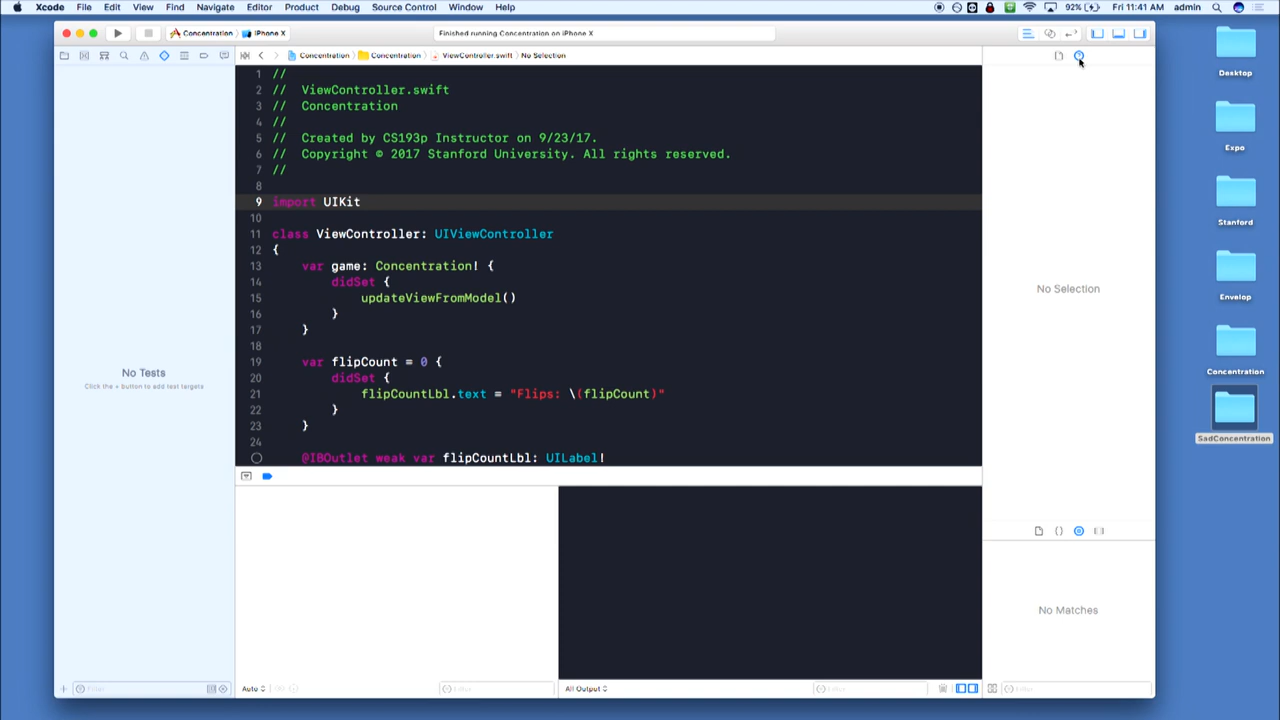 Xcode File Edit View Find Navigate Editor Product Debug Source Control Window Help 92% Fri 11:41 AM admin
Concentration iPhone X Finished running Concentration on iPhone X
Concentration Concentration ViewController.swift No Selection
1 //
2 // ViewController.swift
3 // Concentration
4 //
5 // Created by CS193p Instructor on 9/23/17.
6 // Copyright © 2017 Stanford University. All rights reserved.
7 //
8
9 import UIKit
10
11 class ViewController: UIViewController
12 {
13 var game: Concentration! {
14 didSet {
15 updateViewFromModel()
16 }
17 }
18
19 var flipCount = 0 {
20 didSet {
21 flipCountLbl.text = "Flips: \(flipCount)"
22 }
23 }
24
@IBOutlet weak var flipCountLbl: UILabel!
No Tests
Click the + button to add test targets
No Selection
No Matches
Filter
Auto
Filter
All Output
Filter
Filter
Desktop
Expo
Stanford
Envelop
Concentration
SadConcentration